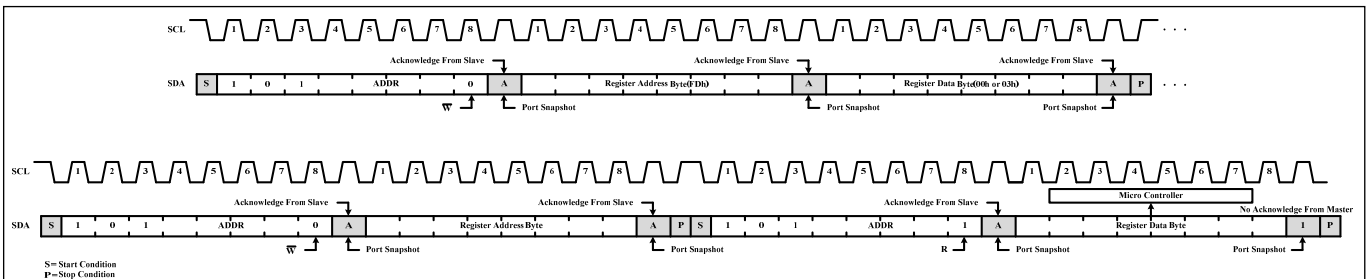 SCL 1 2 3 4 5 6 7 8 1 2 3 4 5 6 7 8 1 2 3 4 5 6 7 8 . . .
Acknowledge From Slave Acknowledge From Slave Acknowledge From Slave
SDA S 1 0 1 ADDR 0 A Register Address Byte(FDh) A Register Data Byte(00h or 03h) A P . . .
W̅ Port Snapshot Port Snapshot Port Snapshot
SCL 1 2 3 4 5 6 7 8 1 2 3 4 5 6 7 8 1 2 3 4 5 6 7 8 1 2 3 4 5 6 7 8
Micro Controller
Acknowledge From Slave Acknowledge From Slave Acknowledge From Slave No Acknowledge From Master
SDA S 1 0 1 ADDR 0 A Register Address Byte A P S 1 0 1 ADDR 1 A Register Data Byte 1 P
W̅ Port Snapshot Port Snapshot R Port Snapshot Port Snapshot
S=Start Condition
P=Stop Condition